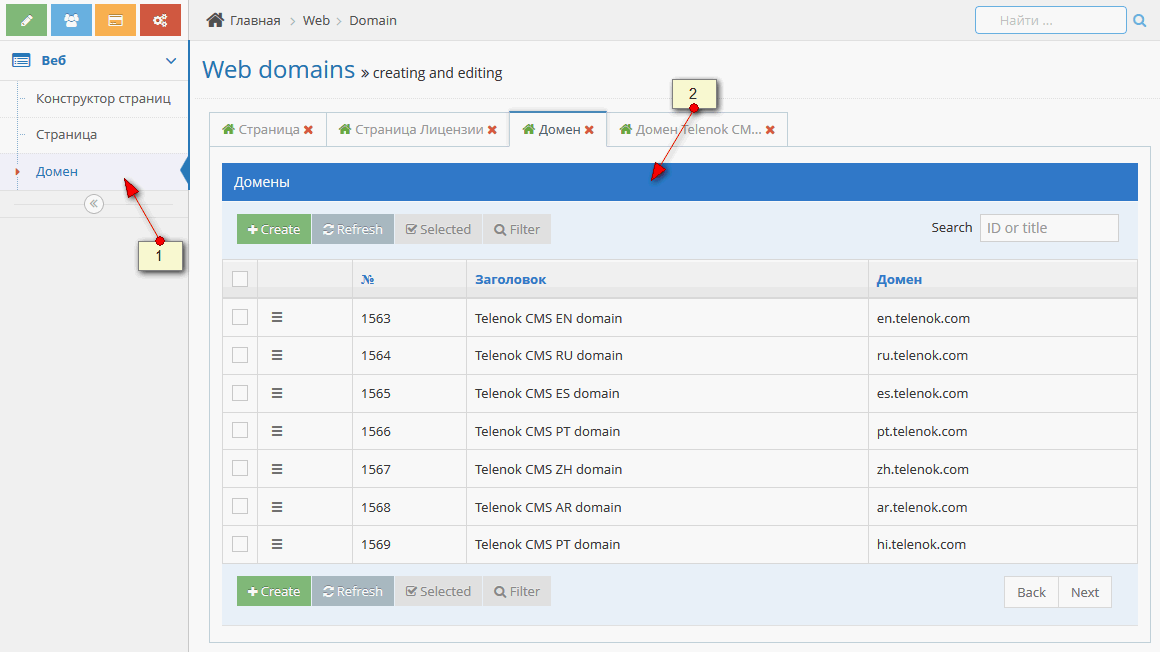 Главная Web Domain
Найти ...
Веб
Конструктор страниц
Страница
Домен
1
Web domains » creating and editing
2
Страница Страница Лицензии Домен Домен Telenok CM...
Домены
Create Refresh Selected Filter Search ID or title
№ Заголовок Домен
1563 Telenok CMS EN domain en.telenok.com
1564 Telenok CMS RU domain ru.telenok.com
1565 Telenok CMS ES domain es.telenok.com
1566 Telenok CMS PT domain pt.telenok.com
1567 Telenok CMS ZH domain zh.telenok.com
1568 Telenok CMS AR domain ar.telenok.com
1569 Telenok CMS PT domain hi.telenok.com
Create Refresh Selected Filter Back Next